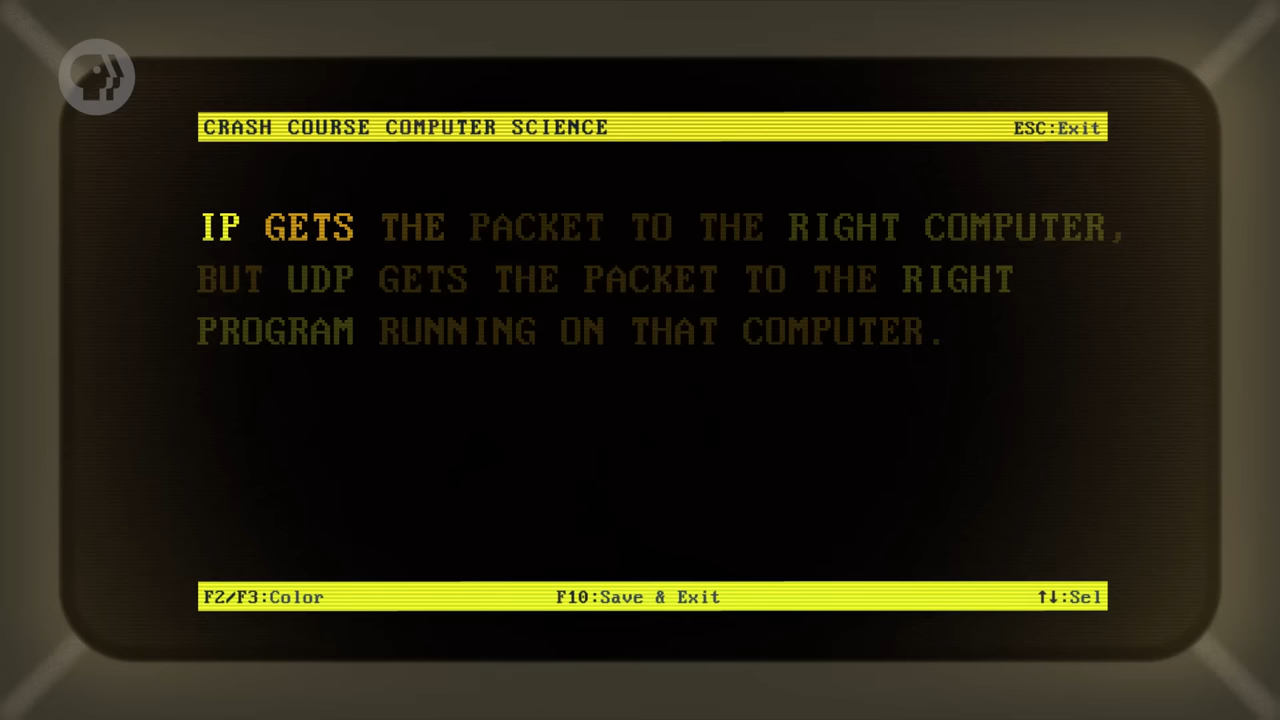 CRASH COURSE COMPUTER SCIENCE ESC:Exit
IP GETS THE PACKET TO THE RIGHT COMPUTER,
BUT UDP GETS THE PACKET TO THE RIGHT
PROGRAM RUNNING ON THAT COMPUTER.
F2/F3:Color F10:Save & Exit ↑↓:Sel